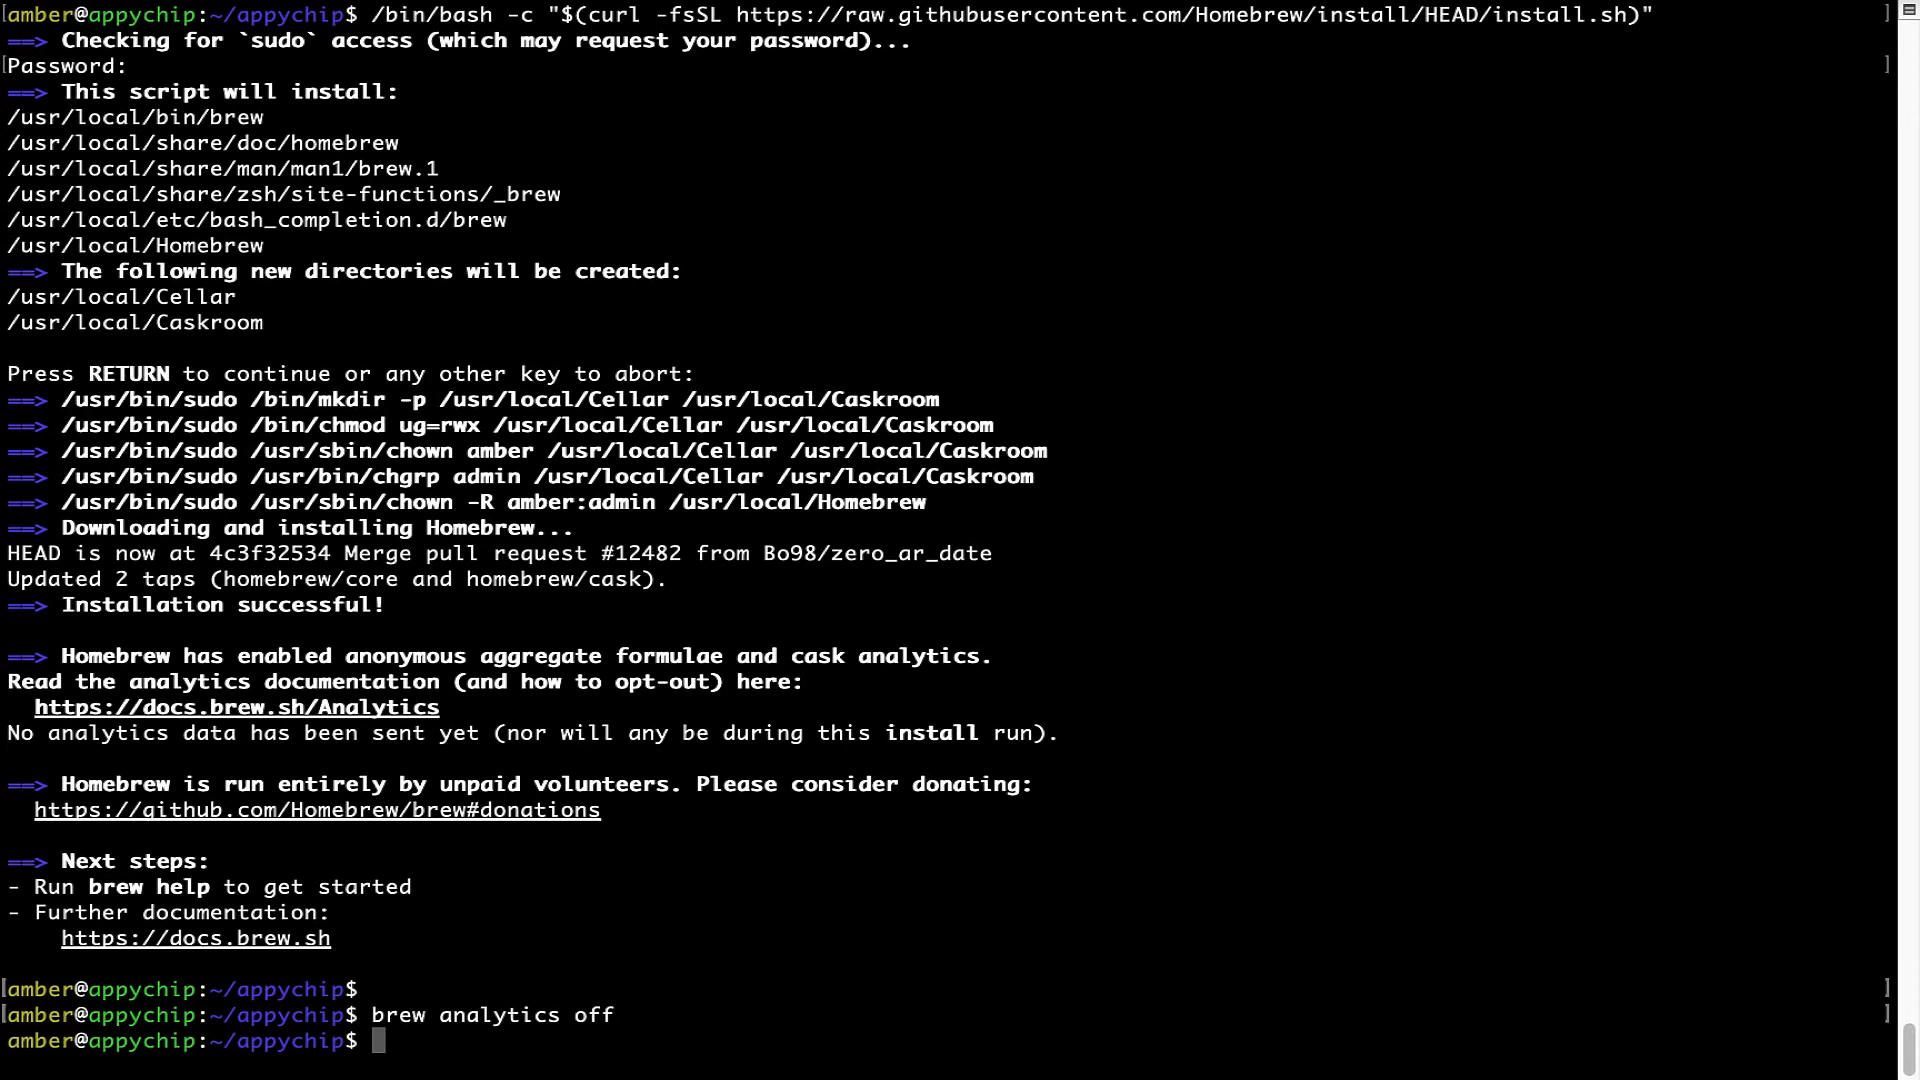 amber@appychip:~/appychip$ /bin/bash -c "$(curl -fsSL https://raw.githubusercontent.com/Homebrew/install/HEAD/install.sh)"
==> Checking for `sudo` access (which may request your password)...
Password:
==> This script will install:
/usr/local/bin/brew
/usr/local/share/doc/homebrew
/usr/local/share/man/man1/brew.1
/usr/local/share/zsh/site-functions/_brew
/usr/local/etc/bash_completion.d/brew
/usr/local/Homebrew
==> The following new directories will be created:
/usr/local/Cellar
/usr/local/Caskroom
Press RETURN to continue or any other key to abort:
==> /usr/bin/sudo /bin/mkdir -p /usr/local/Cellar /usr/local/Caskroom
==> /usr/bin/sudo /bin/chmod ug=rwx /usr/local/Cellar /usr/local/Caskroom
==> /usr/bin/sudo /usr/sbin/chown amber /usr/local/Cellar /usr/local/Caskroom
==> /usr/bin/sudo /usr/bin/chgrp admin /usr/local/Cellar /usr/local/Caskroom
==> /usr/bin/sudo /usr/sbin/chown -R amber:admin /usr/local/Homebrew
==> Downloading and installing Homebrew...
HEAD is now at 4c3f32534 Merge pull request #12482 from Bo98/zero_ar_date
Updated 2 taps (homebrew/core and homebrew/cask).
==> Installation successful!
==> Homebrew has enabled anonymous aggregate formulae and cask analytics.
Read the analytics documentation (and how to opt-out) here:
https://docs.brew.sh/Analytics
No analytics data has been sent yet (nor will any be during this install run).
==> Homebrew is run entirely by unpaid volunteers. Please consider donating:
https://github.com/Homebrew/brew#donations
==> Next steps:
- Run brew help to get started
- Further documentation:
https://docs.brew.sh
amber@appychip:~/appychip$
amber@appychip:~/appychip$ brew analytics off
amber@appychip:~/appychip$